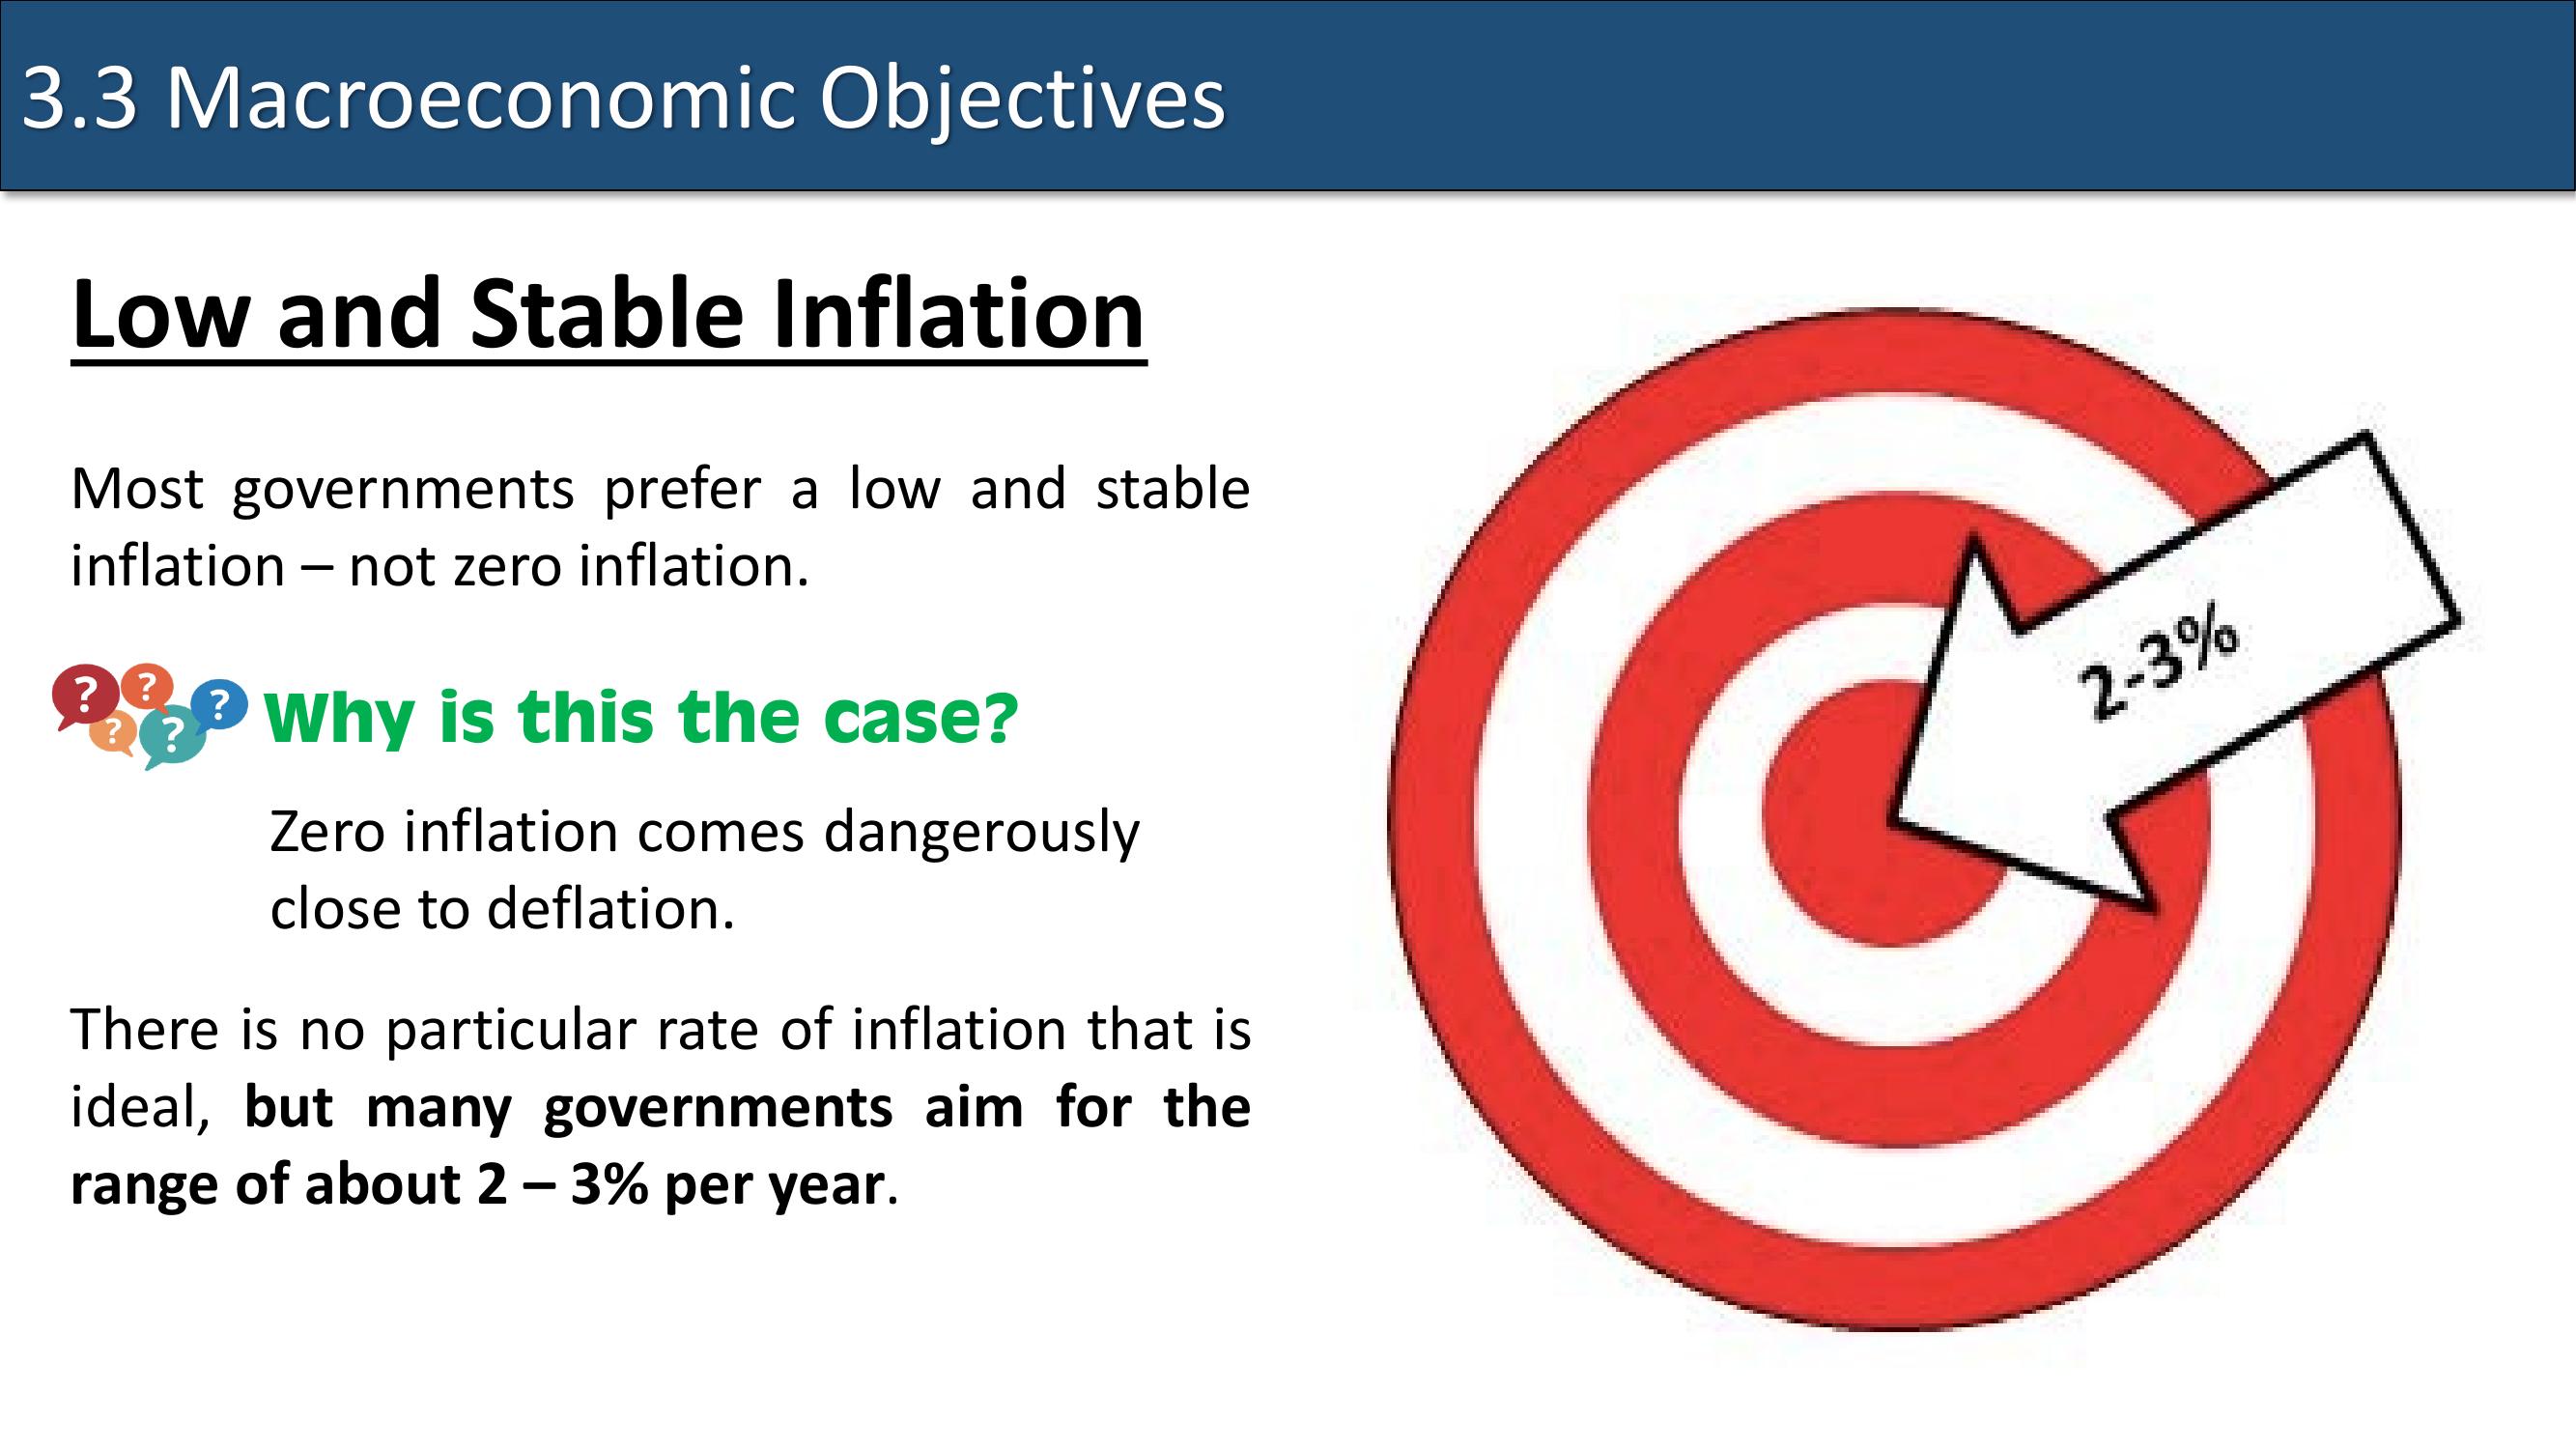 3.3 Macroeconomic Objectives
Low and Stable Inflation
Most governments prefer a low and stable
inflation – not zero inflation.
? ? ? ? ?
Why is this the case?
Zero inflation comes dangerously
close to deflation.
There is no particular rate of inflation that is
ideal, but many governments aim for the
range of about 2 – 3% per year.
2-3%